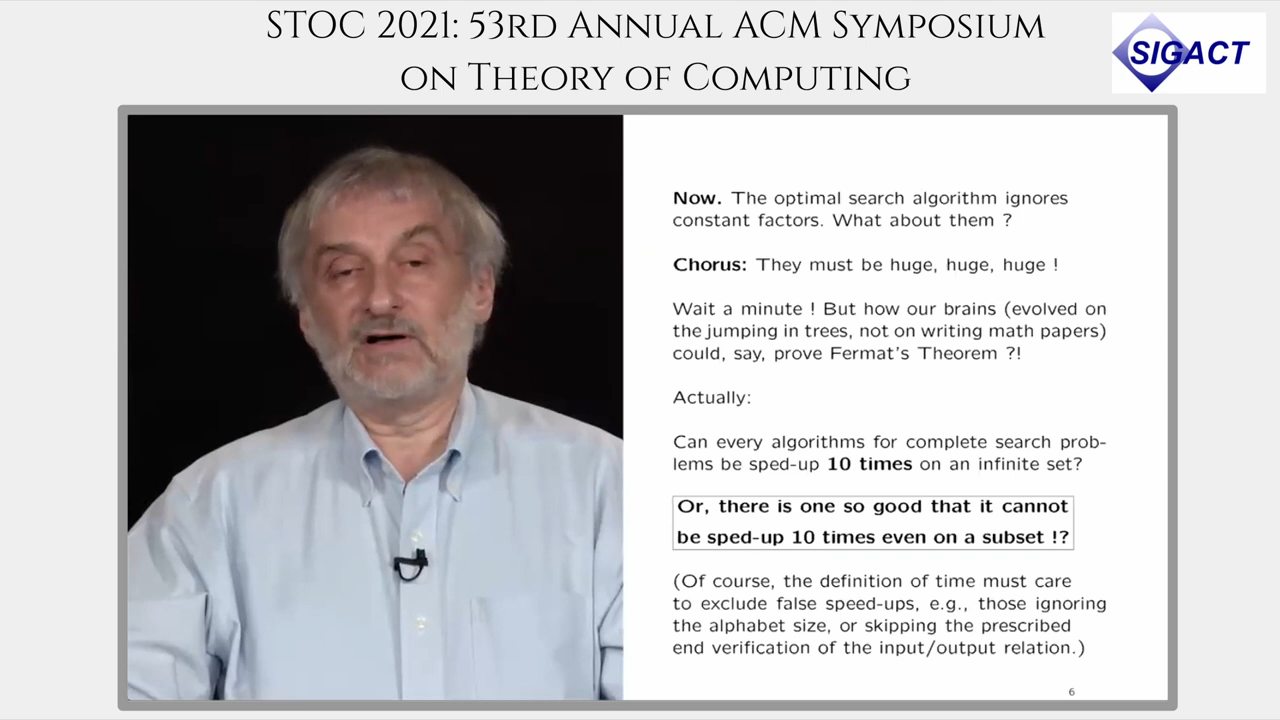 STOC 2021: 53RD ANNUAL ACM SYMPOSIUM
ON THEORY OF COMPUTING
SIGACT
Now. The optimal search algorithm ignores
constant factors. What about them ?
Chorus: They must be huge, huge, huge !
Wait a minute ! But how our brains (evolved on
the jumping in trees, not on writing math papers)
could, say, prove Fermat's Theorem ?!
Actually:
Can every algorithms for complete search prob-
lems be sped-up 10 times on an infinite set?
Or, there is one so good that it cannot
be sped-up 10 times even on a subset !?
(Of course, the definition of time must care
to exclude false speed-ups, e.g., those ignoring
the alphabet size, or skipping the prescribed
end verification of the input/output relation.)
6